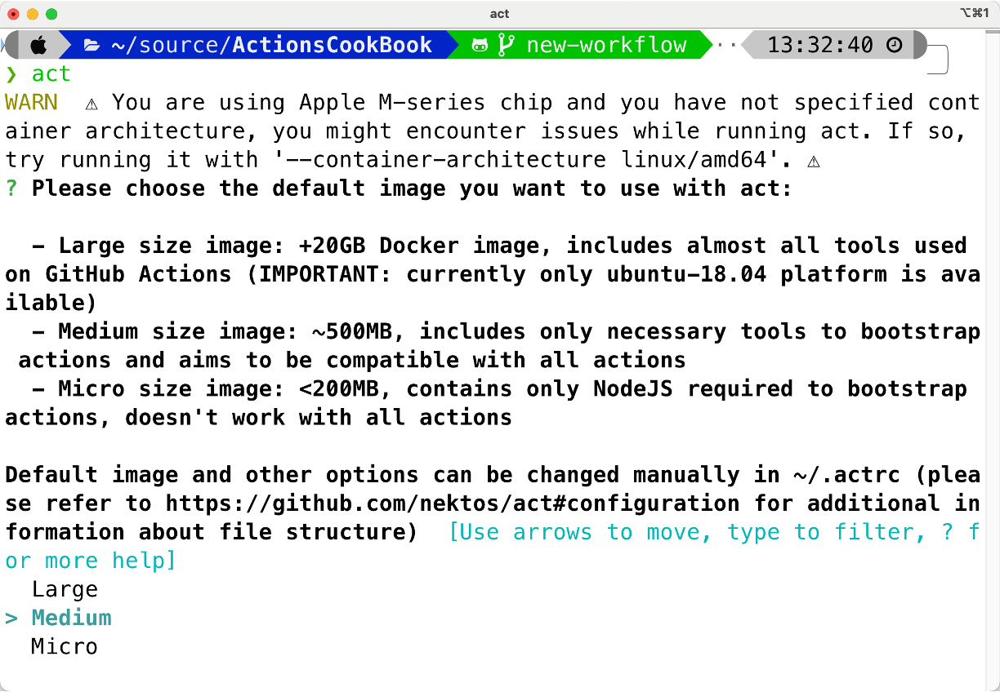 act
⌥⌘1
~/source/ActionsCookBook new-workflow ·· 13:32:40
❯ act
WARN ⚠ You are using Apple M-series chip and you have not specified cont
ainer architecture, you might encounter issues while running act. If so,
try running it with '--container-architecture linux/amd64'. ⚠
? Please choose the default image you want to use with act:
- Large size image: +20GB Docker image, includes almost all tools used
on GitHub Actions (IMPORTANT: currently only ubuntu-18.04 platform is ava
ilable)
- Medium size image: ~500MB, includes only necessary tools to bootstrap
actions and aims to be compatible with all actions
- Micro size image: <200MB, contains only NodeJS required to bootstrap
actions, doesn't work with all actions
Default image and other options can be changed manually in ~/.actrc (plea
se refer to https://github.com/nektos/act#configuration for additional in
formation about file structure) [Use arrows to move, type to filter, ? f
or more help]
Large
> Medium
Micro